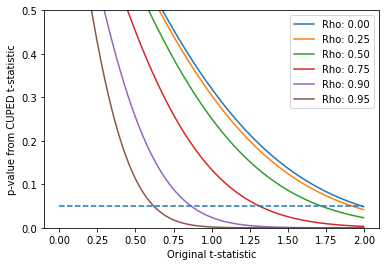 0.5
0.4
0.3
0.2
0.1
0.0
p-value from CUPED t-statistic
Rho: 0.00
Rho: 0.25
Rho: 0.50
Rho: 0.75
Rho: 0.90
Rho: 0.95
0.00 0.25 0.50 0.75 1.00 1.25 1.50 1.75 2.00
Original t-statistic